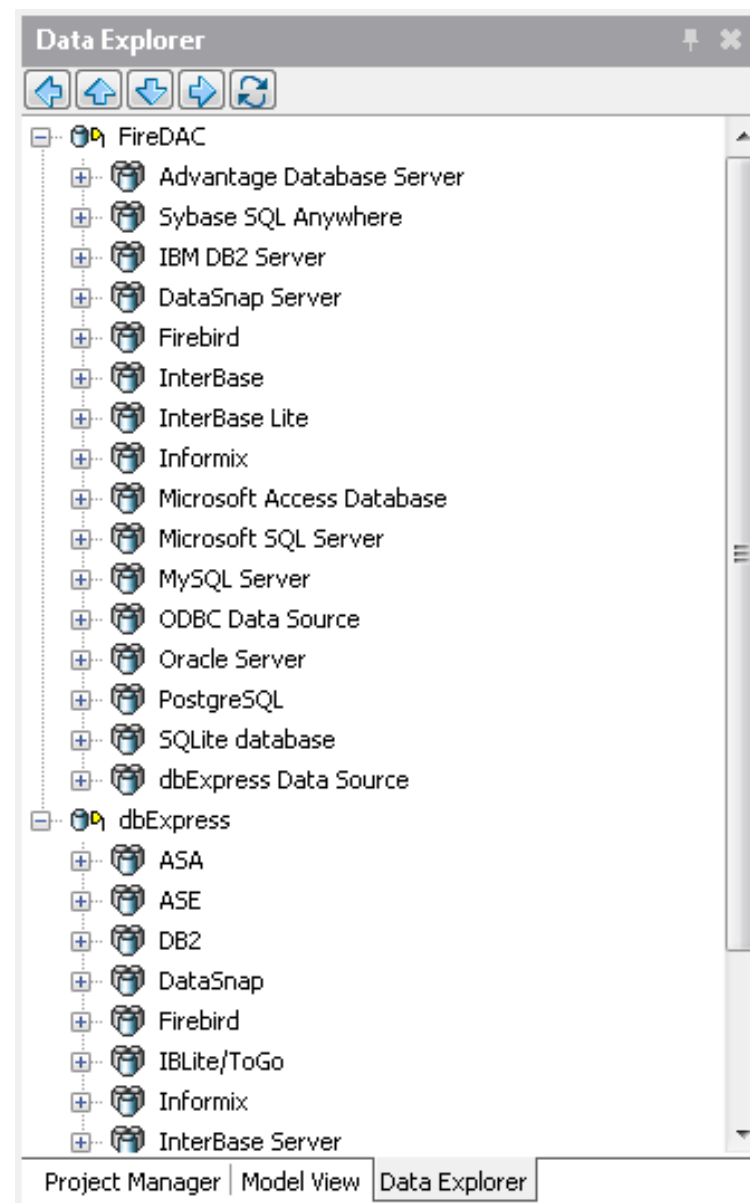 Data Explorer
FireDAC
Advantage Database Server
Sybase SQL Anywhere
IBM DB2 Server
DataSnap Server
Firebird
InterBase
InterBase Lite
Informix
Microsoft Access Database
Microsoft SQL Server
MySQL Server
ODBC Data Source
Oracle Server
PostgreSQL
SQLite database
dbExpress Data Source
dbExpress
ASA
ASE
DB2
DataSnap
Firebird
IBLite/ToGo
Informix
InterBase Server
Project Manager Model View Data Explorer